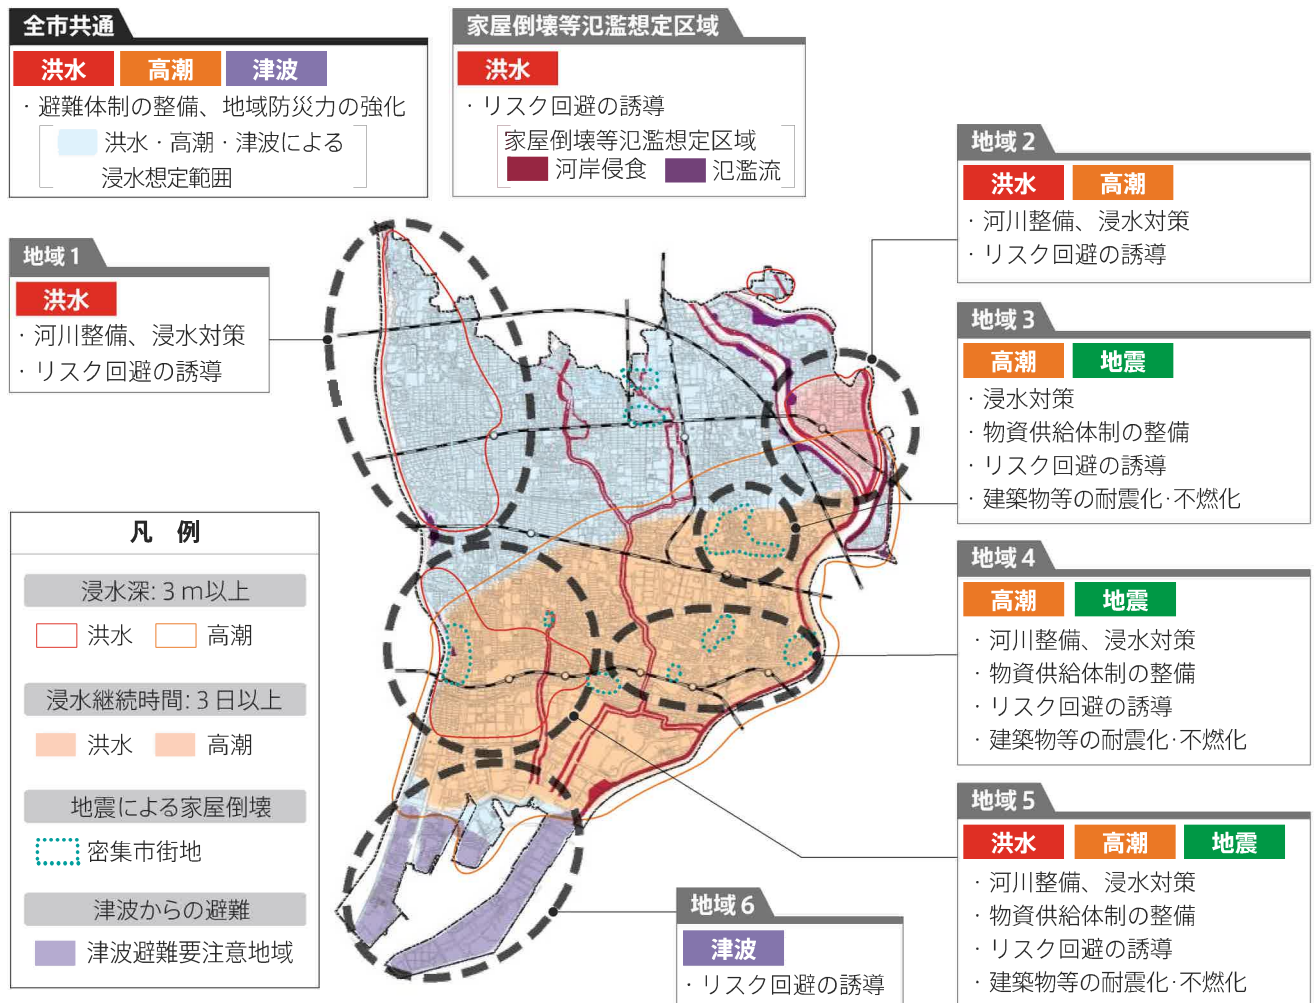 全市共通
洪水 高潮 津波
・避難体制の整備、地域防災力の強化
洪水・高潮・津波による
浸水想定範囲
家屋倒壊等氾濫想定区域
洪水
・リスク回避の誘導
家屋倒壊等氾濫想定区域
河岸侵食 氾濫流
地域1
洪水
・河川整備、浸水対策
・リスク回避の誘導
地域2
洪水 高潮
・河川整備、浸水対策
・リスク回避の誘導
地域3
高潮 地震
・浸水対策
・物資供給体制の整備
・リスク回避の誘導
・建築物等の耐震化・不燃化
地域4
高潮 地震
・河川整備、浸水対策
・物資供給体制の整備
・リスク回避の誘導
・建築物等の耐震化・不燃化
地域5
洪水 高潮 地震
・河川整備、浸水対策
・物資供給体制の整備
・リスク回避の誘導
・建築物等の耐震化・不燃化
地域6
津波
・リスク回避の誘導
凡 例
浸水深:3m以上
洪水 高潮
浸水継続時間:3日以上
洪水 高潮
地震による家屋倒壊
密集市街地
津波からの避難
津波避難要注意地域